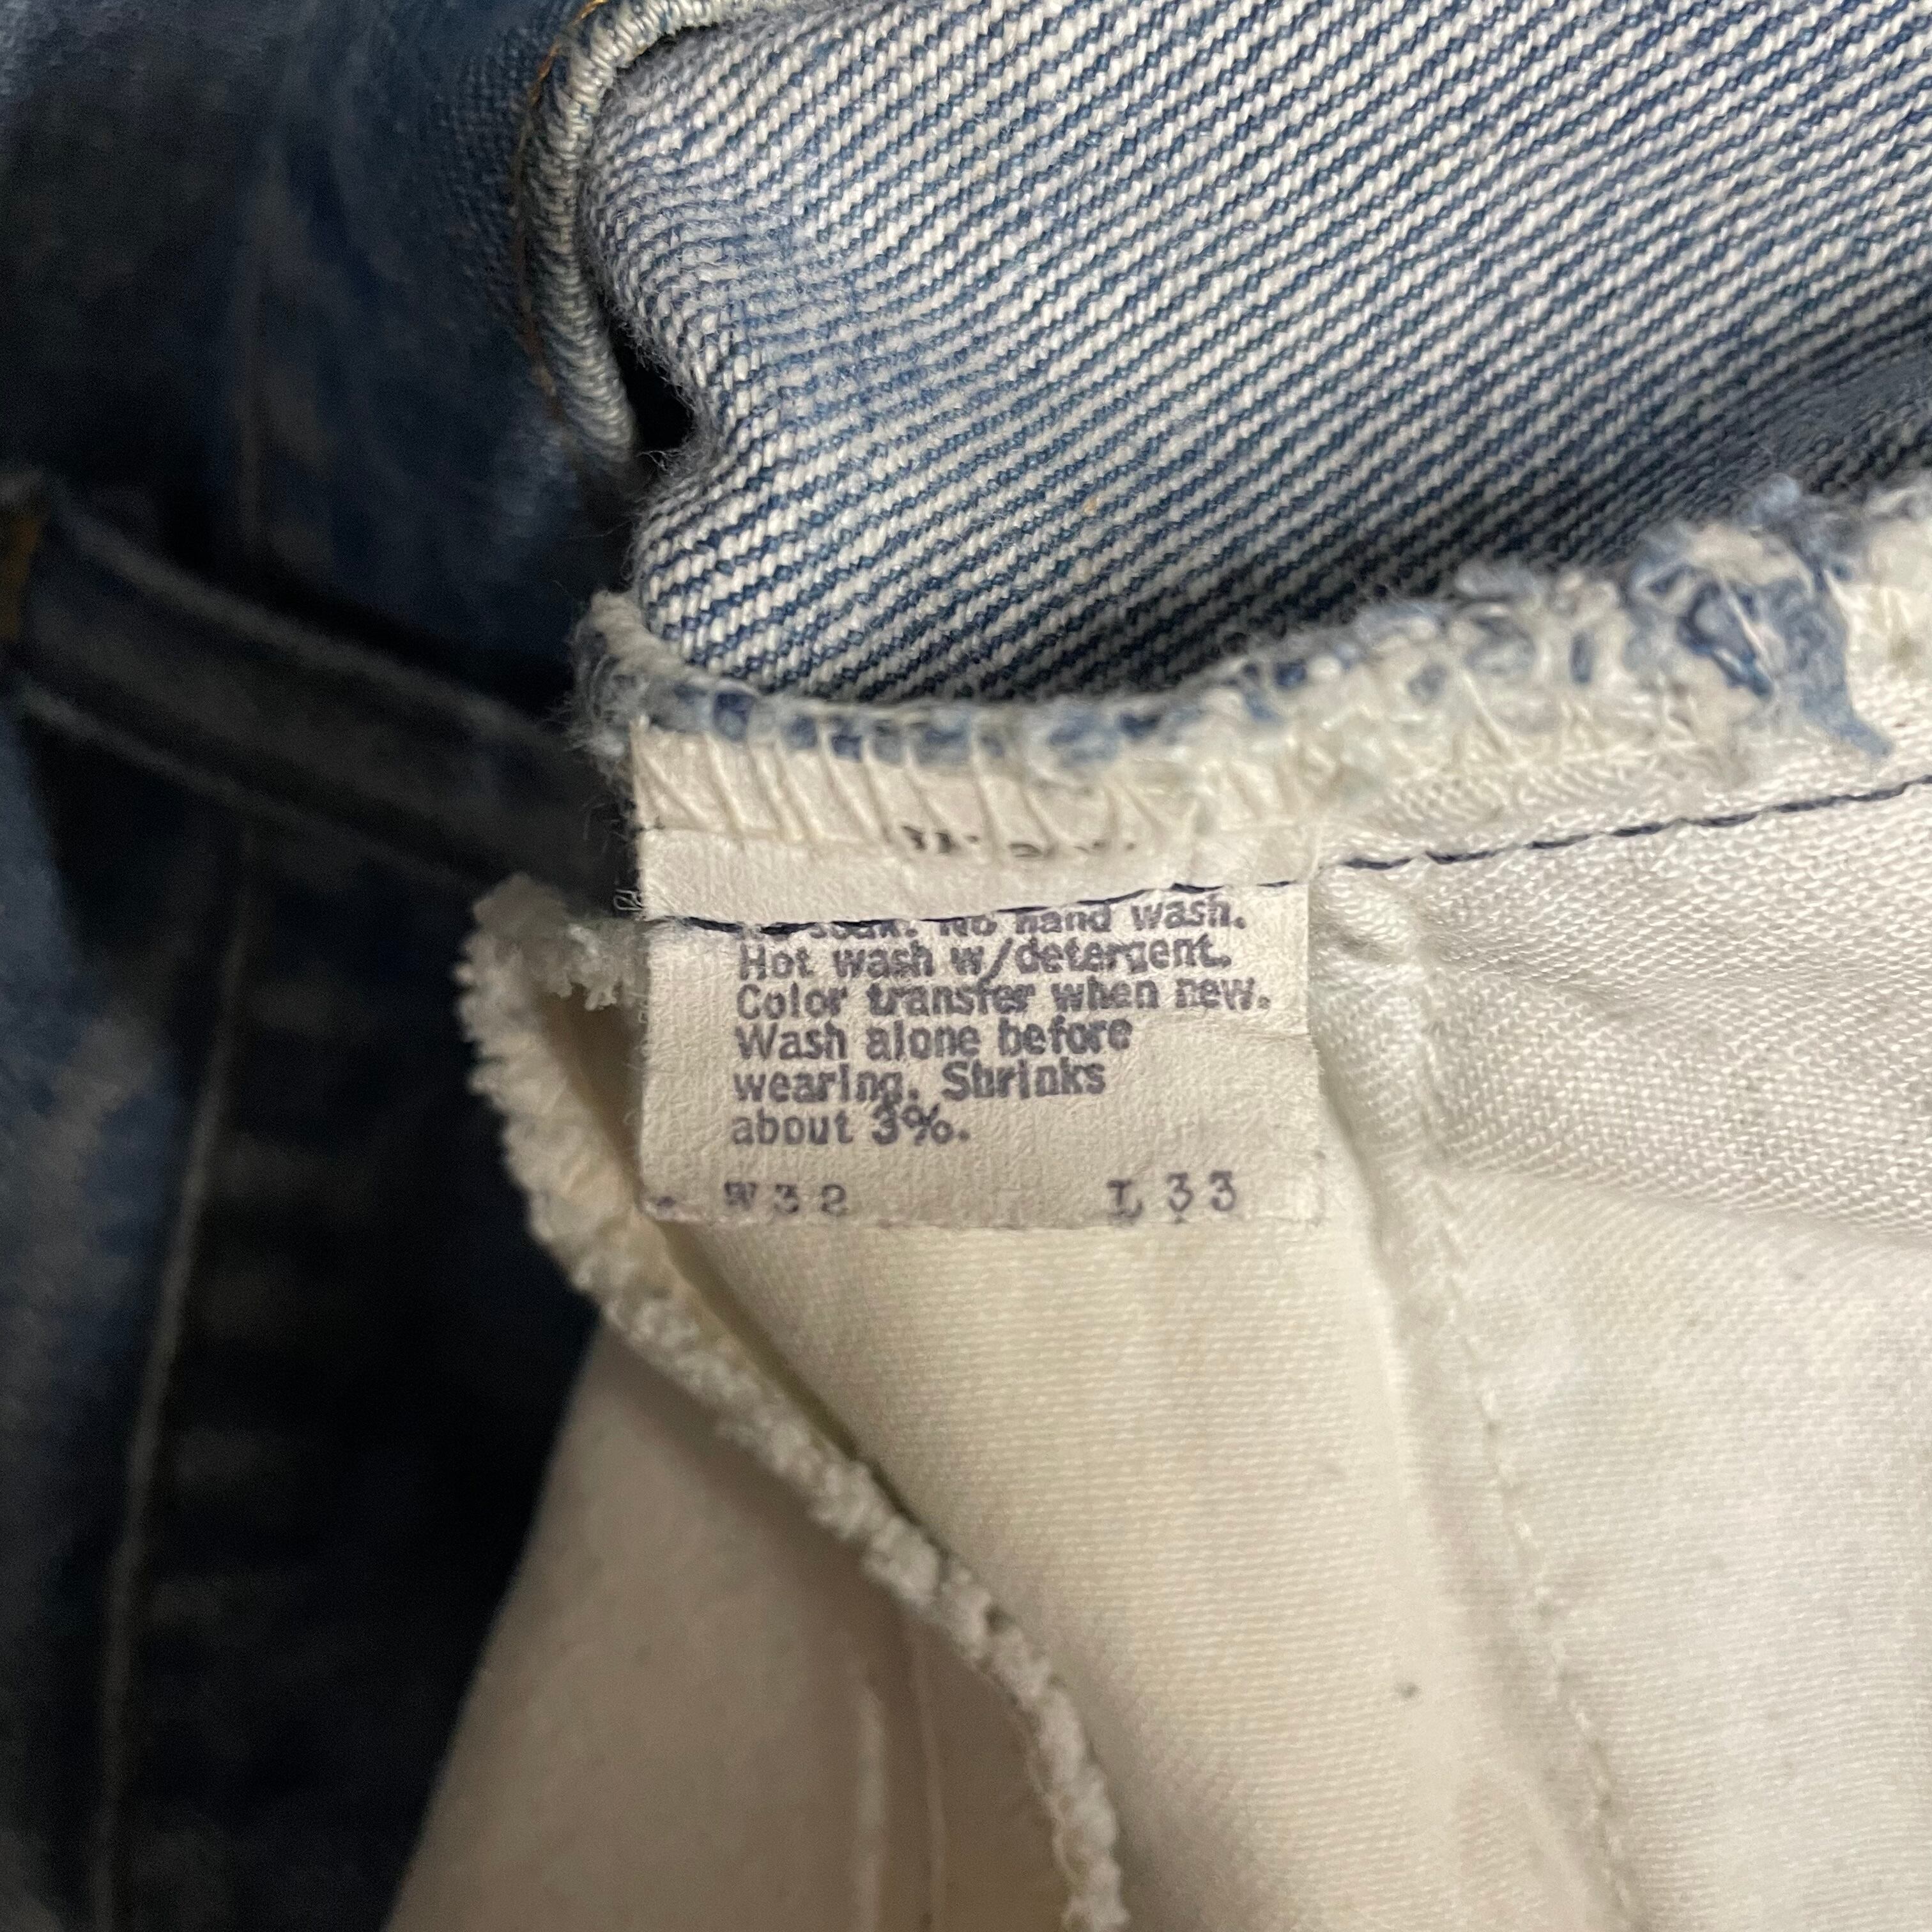 soak. No hand wash.
Hot wash w/detergent.
Color transfer when new.
Wash alone before
wearing. Shrinks
about 3%.
W32 L33